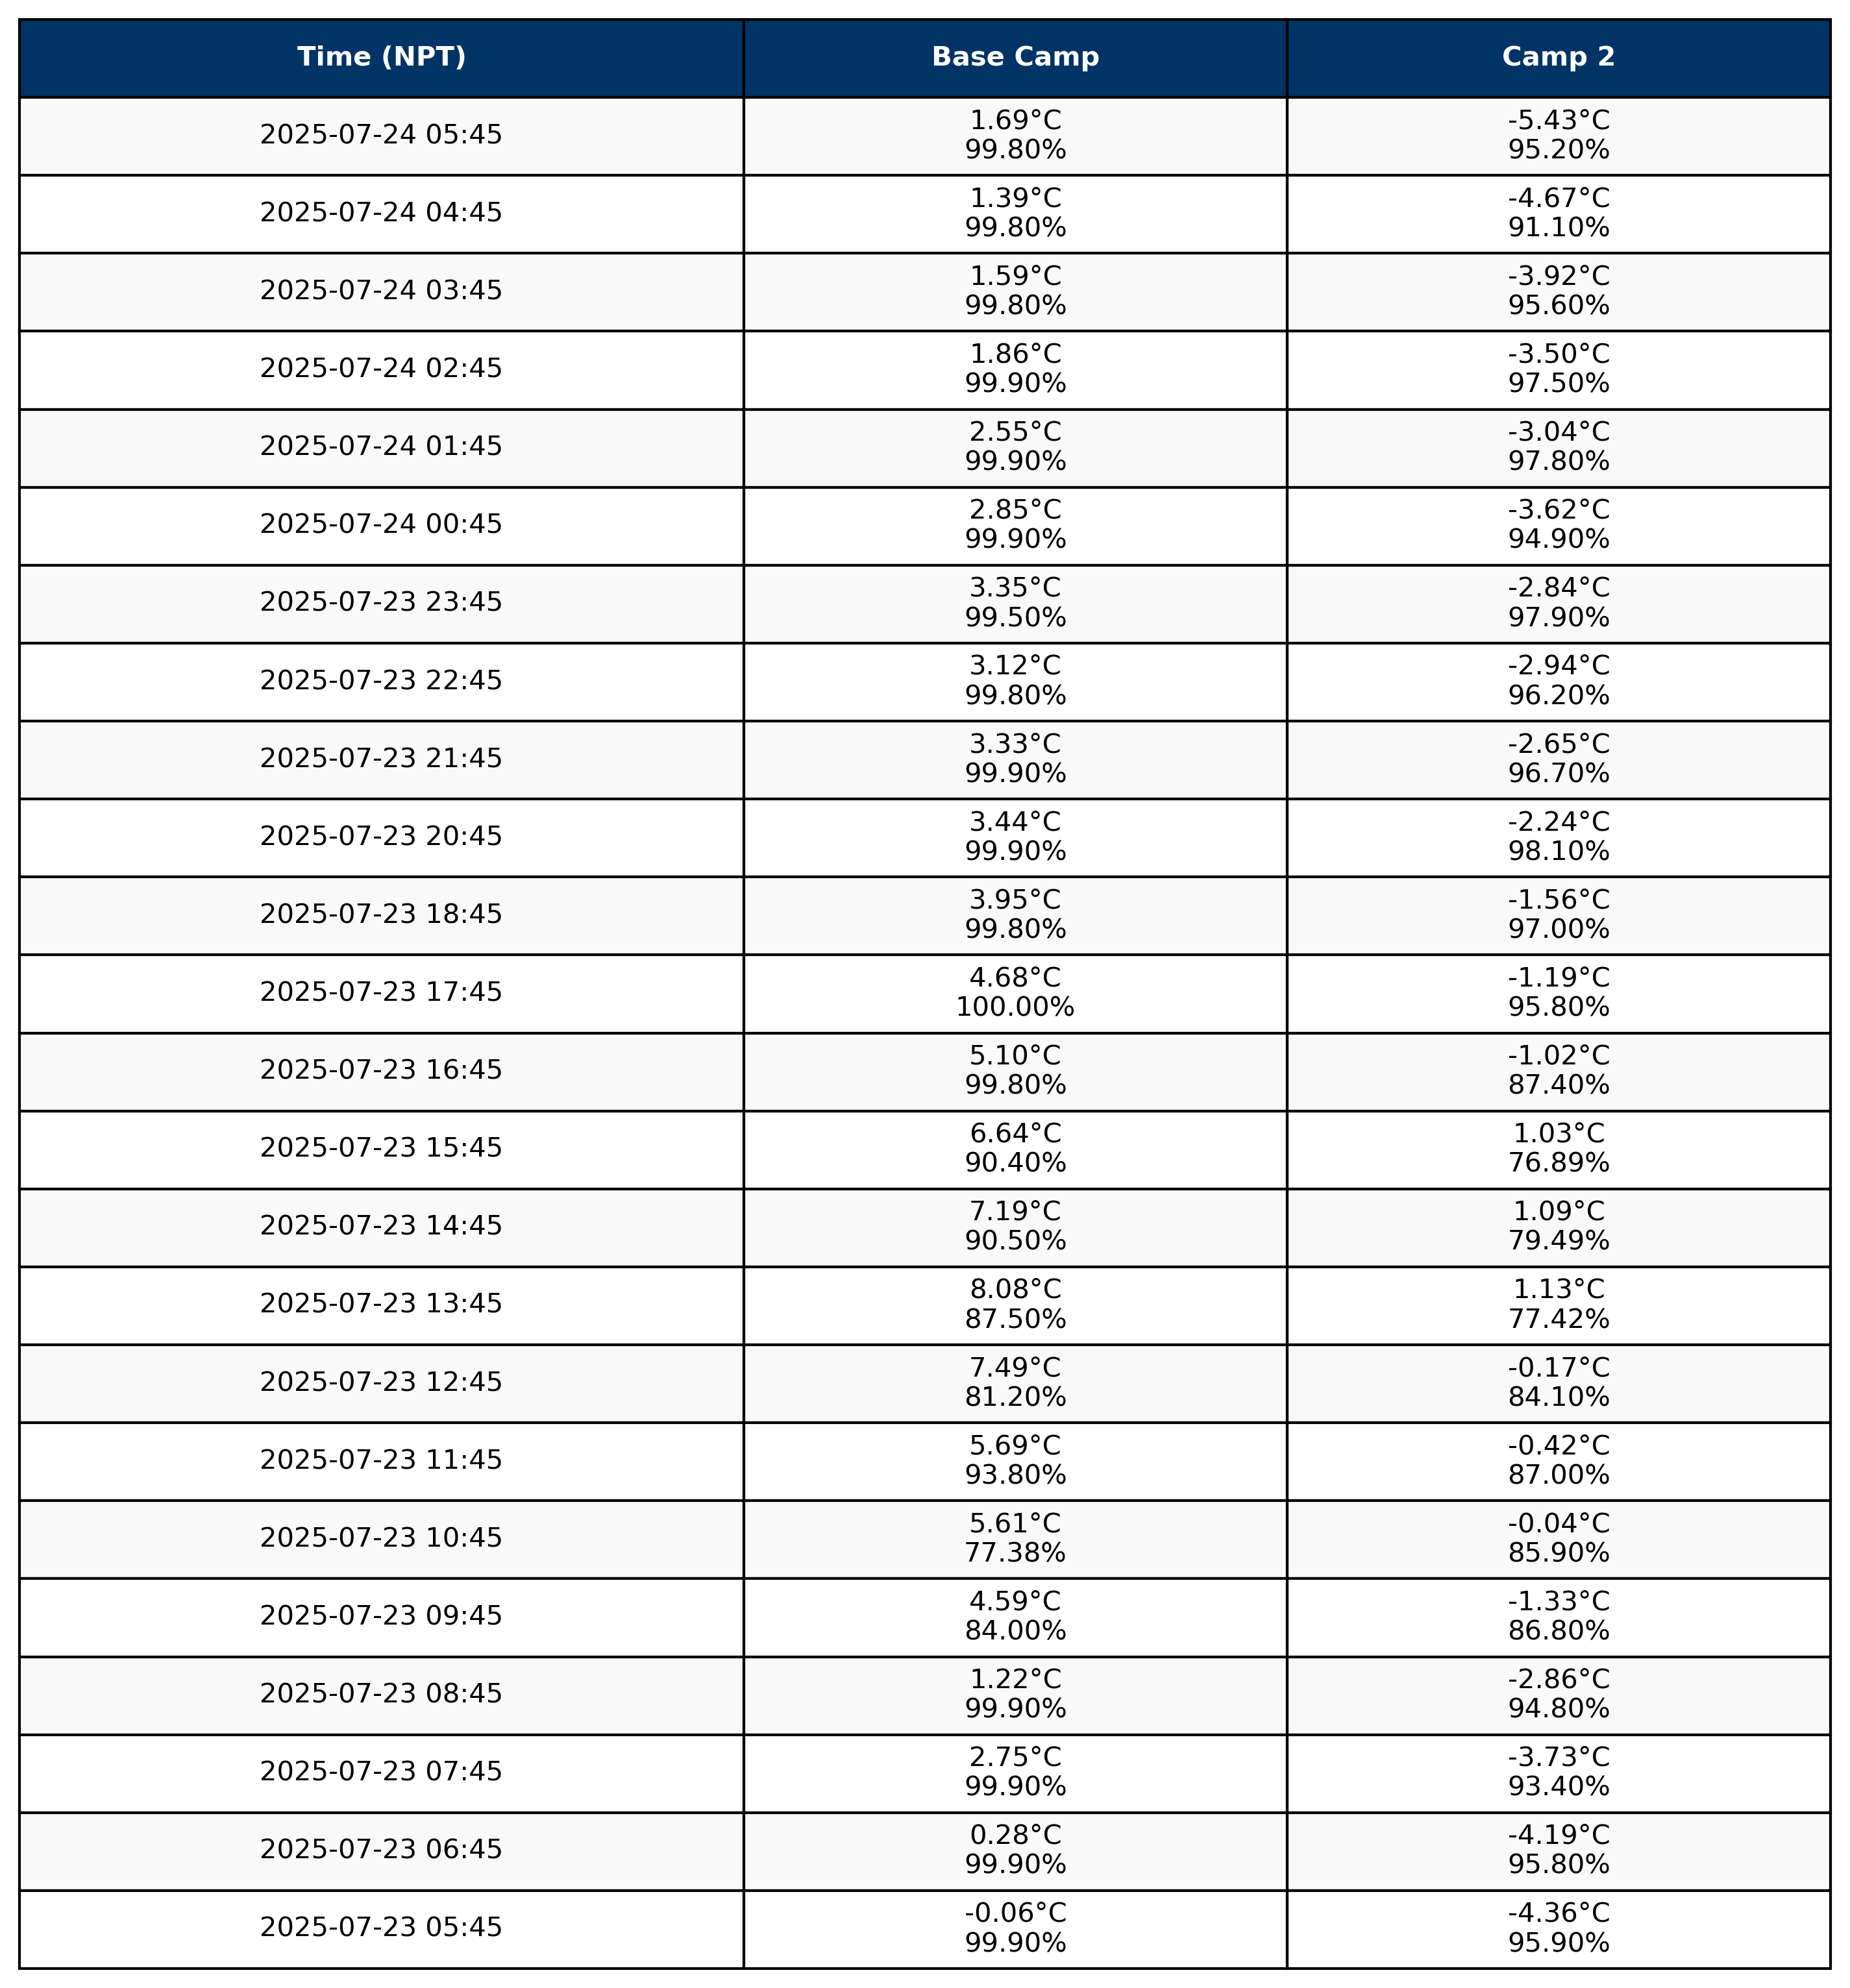 Time (NPT) Base Camp Camp 2
2025-07-24 05:45 1.69°C -5.43°C
99.80% 95.20%
2025-07-24 04:45 1.39°C -4.67°C
99.80% 91.10%
2025-07-24 03:45 1.59°C -3.92°C
99.80% 95.60%
2025-07-24 02:45 1.86°C -3.50°C
99.90% 97.50%
2025-07-24 01:45 2.55°C -3.04°C
99.90% 97.80%
2025-07-24 00:45 2.85°C -3.62°C
99.90% 94.90%
2025-07-23 23:45 3.35°C -2.84°C
99.50% 97.90%
2025-07-23 22:45 3.12°C -2.94°C
99.80% 96.20%
2025-07-23 21:45 3.33°C -2.65°C
99.90% 96.70%
2025-07-23 20:45 3.44°C -2.24°C
99.90% 98.10%
2025-07-23 18:45 3.95°C -1.56°C
99.80% 97.00%
2025-07-23 17:45 4.68°C -1.19°C
100.00% 95.80%
2025-07-23 16:45 5.10°C -1.02°C
99.80% 87.40%
2025-07-23 15:45 6.64°C 1.03°C
90.40% 76.89%
2025-07-23 14:45 7.19°C 1.09°C
90.50% 79.49%
2025-07-23 13:45 8.08°C 1.13°C
87.50% 77.42%
2025-07-23 12:45 7.49°C -0.17°C
81.20% 84.10%
2025-07-23 11:45 5.69°C -0.42°C
93.80% 87.00%
2025-07-23 10:45 5.61°C -0.04°C
77.38% 85.90%
2025-07-23 09:45 4.59°C -1.33°C
84.00% 86.80%
2025-07-23 08:45 1.22°C -2.86°C
99.90% 94.80%
2025-07-23 07:45 2.75°C -3.73°C
99.90% 93.40%
2025-07-23 06:45 0.28°C -4.19°C
99.90% 95.80%
2025-07-23 05:45 -0.06°C -4.36°C
99.90% 95.90%